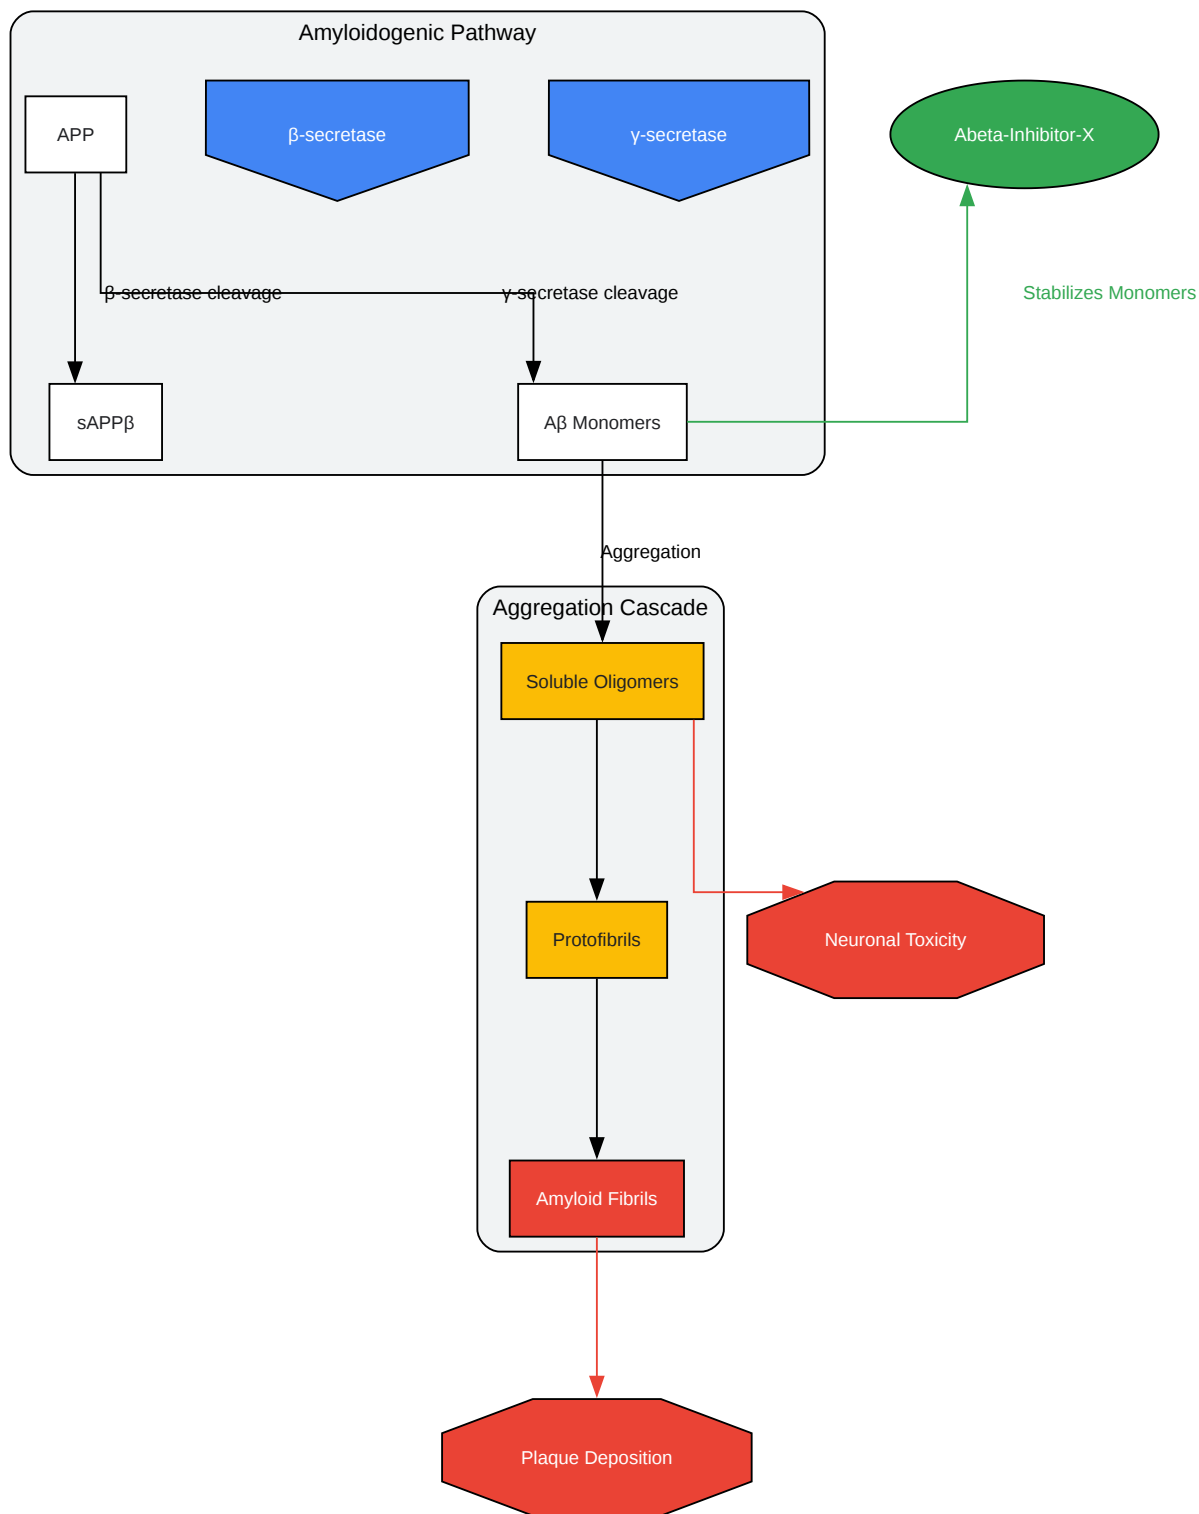 Amyloidogenic Pathway
APP
β-secretase
γ-secretase
Abeta-Inhibitor-X
β-secretase cleavage
γ-secretase cleavage
Stabilizes Monomers
sAPPβ
Aβ Monomers
Aggregation
Aggregation Cascade
Soluble Oligomers
Protofibrils
Neuronal Toxicity
Amyloid Fibrils
Plaque Deposition